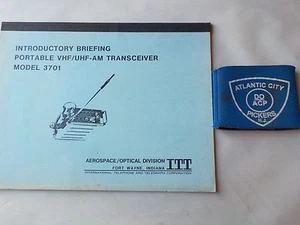 INTRODUCTORY BRIEFING
PORTABLE VHF/UHF-AM TRANSCEIVER
MODEL 3701
AEROSPACE/OPTICAL DIVISION ITT
FORT WAYNE, INDIANA
INTERNATIONAL TELEPHONE AND TELEGRAPH CORPORATION
ATLANTIC CITY
DO
ACP
PICKERS